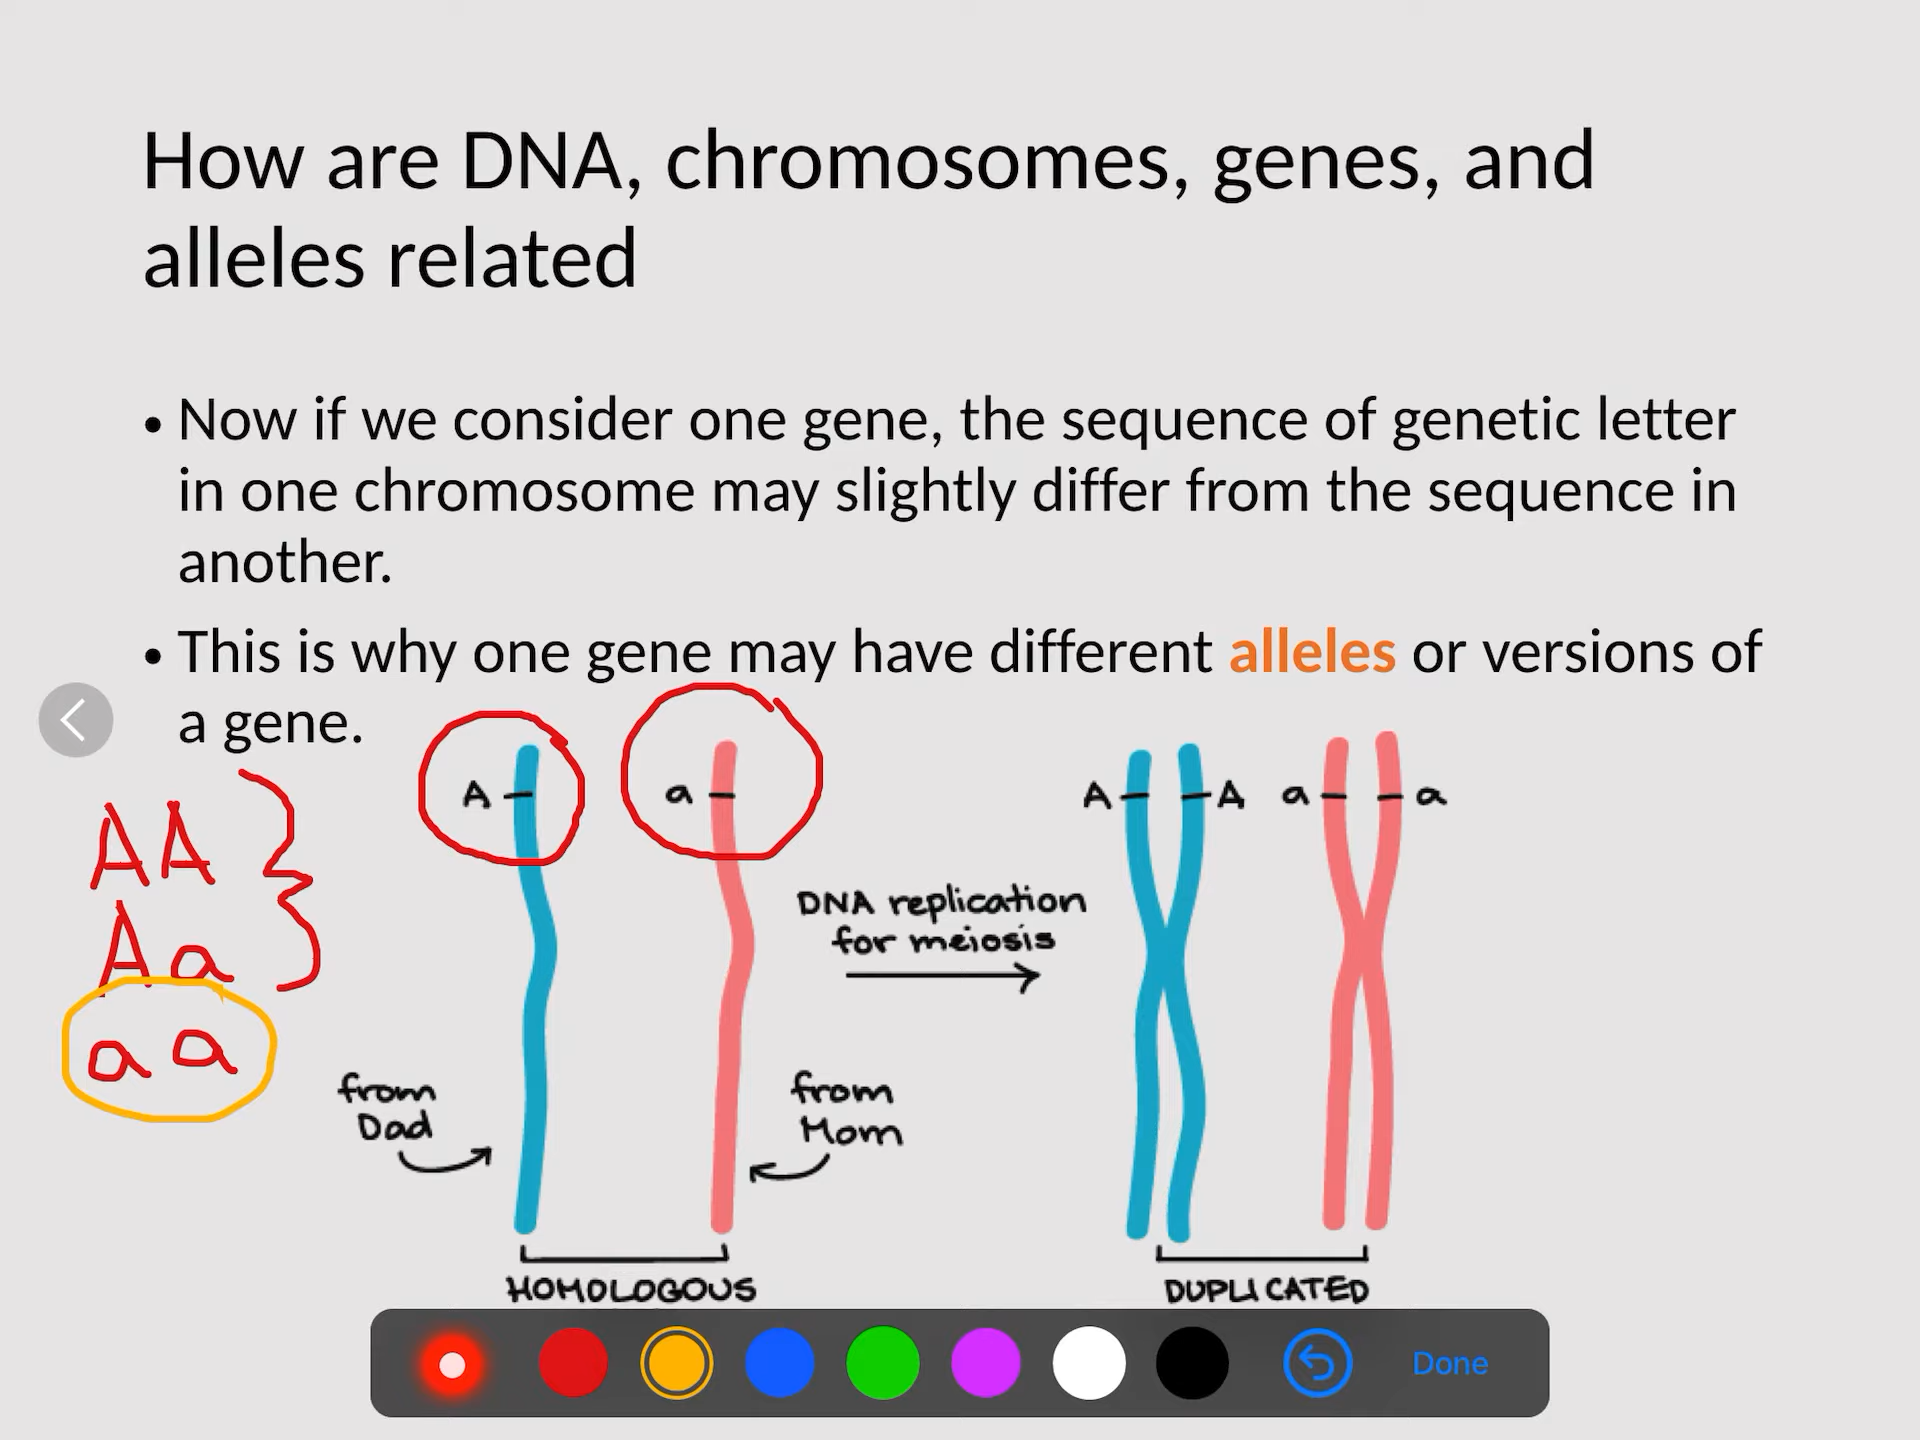 How are DNA, chromosomes, genes, and
alleles related
• Now if we consider one gene, the sequence of genetic letter
in one chromosome may slightly differ from the sequence in
another.
• This is why one gene may have different alleles or versions of
a gene.
AA
Aa
aa
A
a
A
A
a
a
DNA replication
for meiosis
from
Dad
from
Mom
HOMOLOGOUS
DUPLICATED
Done